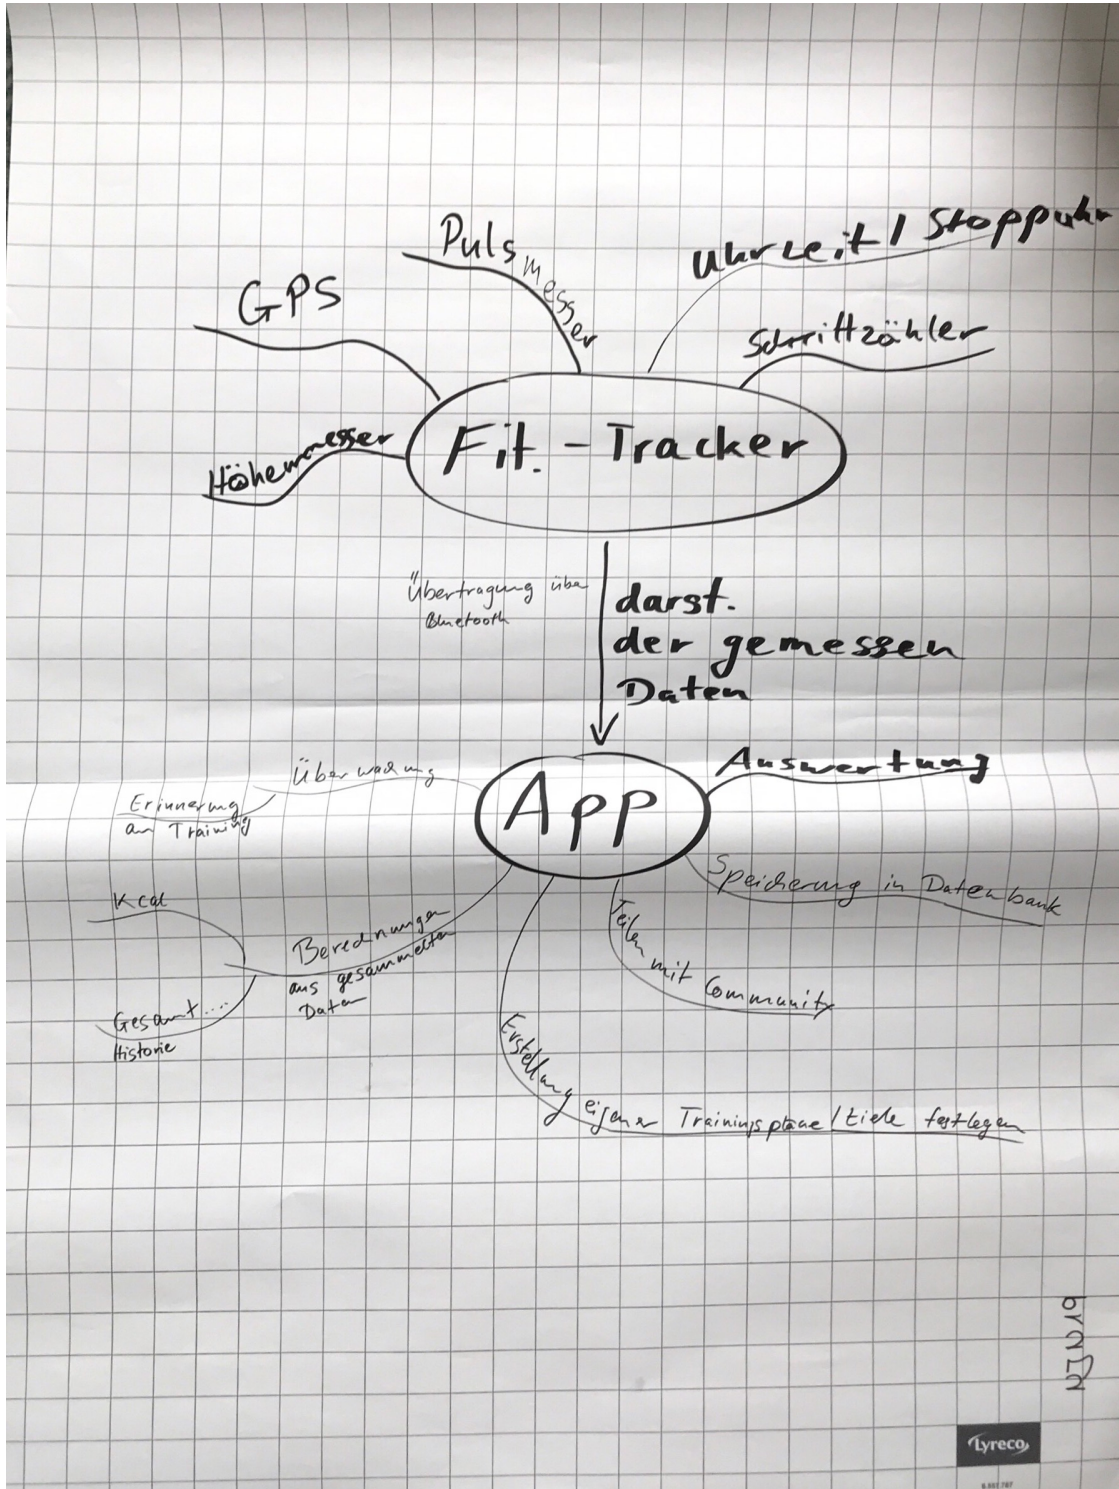 Pulsmesser
Uhrzeit / Stoppuhr
GPS
Schrittzähler
Höhenmesser
Fit. - Tracker
Übertragung über
Bluetooth
darst.
der gemessen
Daten
App
Auswertung
Überwachung
Erinnerung
an Training
Speicherung in Datenbank
Teilen mit Community
Kcal
Berechnungen
aus gesammelten
Daten
Gesamt....
Historie
Erstellung eigener Trainingspläne / Ziele festlegen
Lyreco